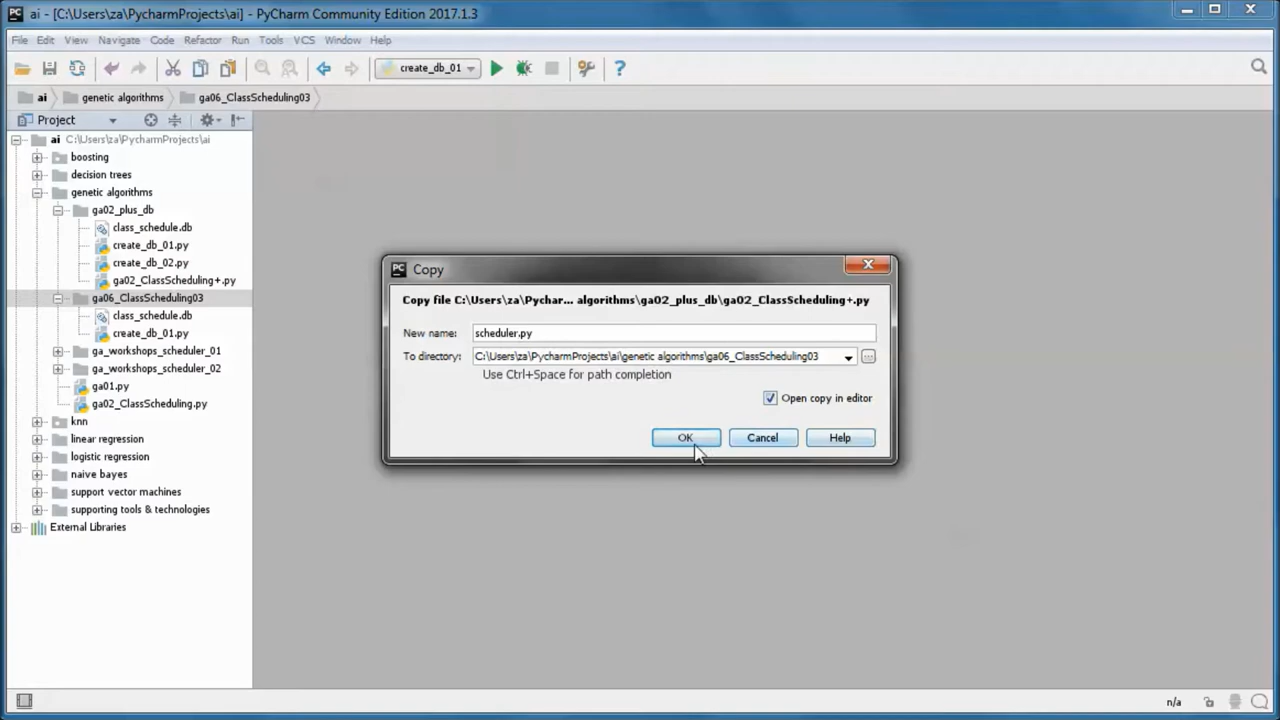 PC ai - [C:\Users\za\PycharmProjects\ai] - PyCharm Community Edition 2017.1.3
File Edit View Navigate Code Refactor Run Tools VCS Window Help
create_db_01
ai genetic algorithms ga06_ClassScheduling03
Project
ai C:\Users\za\PycharmProjects\ai
boosting
decision trees
genetic algorithms
ga02_plus_db
class_schedule.db
create_db_01.py
create_db_02.py
ga02_ClassScheduling+.py
ga06_ClassScheduling03
class_schedule.db
create_db_01.py
ga_workshops_scheduler_01
ga_workshops_scheduler_02
ga01.py
ga02_ClassScheduling.py
knn
linear regression
logistic regression
naive bayes
support vector machines
supporting tools & technologies
External Libraries
PC Copy
Copy file C:\Users\za\Pychar... algorithms\ga02_plus_db\ga02_ClassScheduling+.py
New name: scheduler.py
To directory: C:\Users\za\PycharmProjects\ai\genetic algorithms\ga06_ClassScheduling03
Use Ctrl+Space for path completion
Open copy in editor
OK Cancel Help
n/a